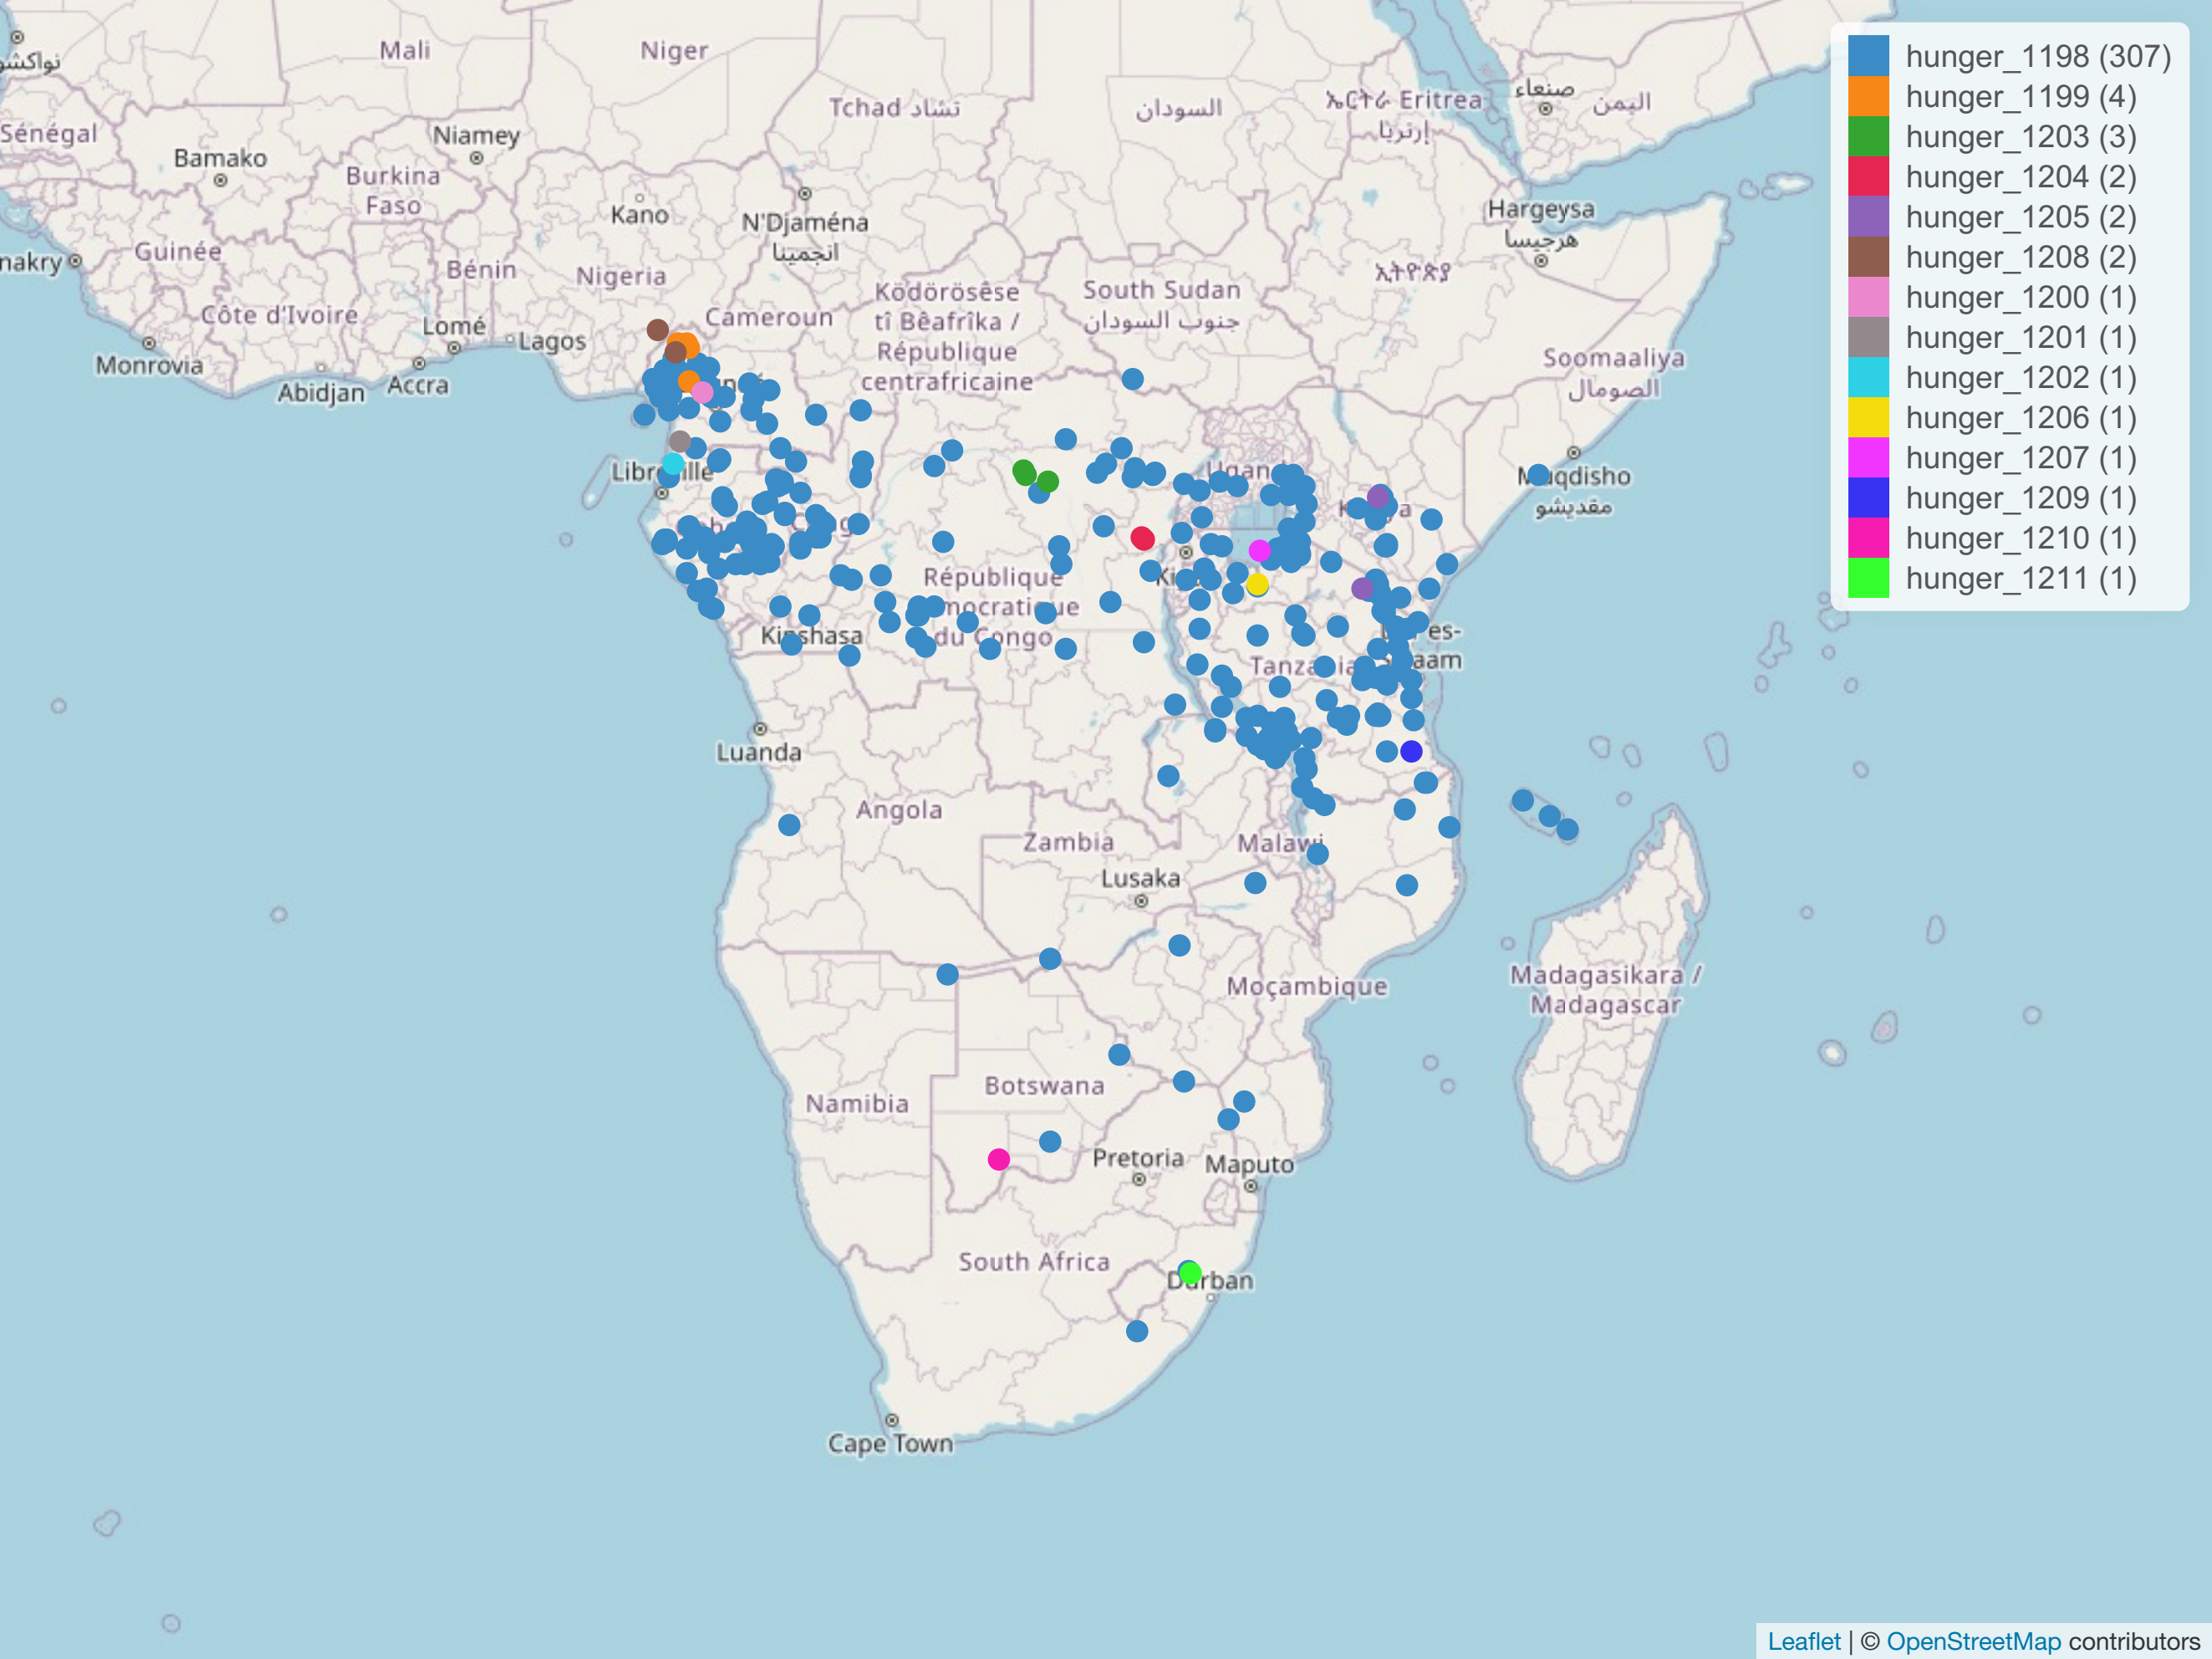 Mali
Niger
Tchad تشاد
السودان
ኤርትራ Eritrea
إرتريا
صنعاء
اليمن
Sénégal
Bamako
Niamey
Burkina
Faso
Kano
N'Djaména
انجمينا
Hargeysa
هرجيسا
Guinée
Bénin
Nigeria
nakry
Côte d'Ivoire
Lomé
Lagos
Cameroun
Ködörösêse
tî Bêafrîka /
République
centrafricaine
South Sudan
جنوب السودان
ኢትዮጵያ
Monrovia
Abidjan
Accra
Soomaaliya
الصومال
Muqdisho
مقديشو
Libreville
République
du Congo
Kinshasa
Tanzania
Luanda
Angola
Zambia
Malawi
Lusaka
Moçambique
Madagasikara /
Madagascar
Botswana
Namibia
Pretoria
Maputo
South Africa
Durban
Cape Town
hunger_1198 (307)
hunger_1199 (4)
hunger_1203 (3)
hunger_1204 (2)
hunger_1205 (2)
hunger_1208 (2)
hunger_1200 (1)
hunger_1201 (1)
hunger_1202 (1)
hunger_1206 (1)
hunger_1207 (1)
hunger_1209 (1)
hunger_1210 (1)
hunger_1211 (1)
Leaflet | © OpenStreetMap contributors